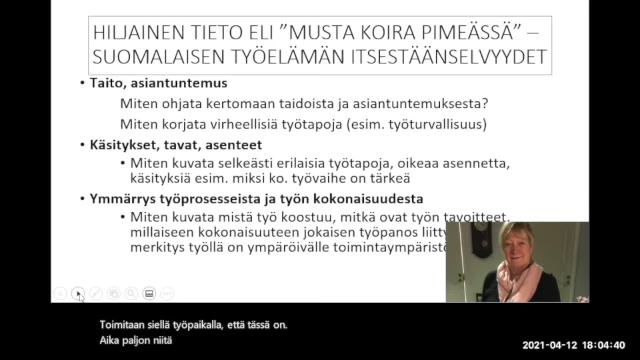 HILJAINEN TIETO ELI ”MUSTA KOIRA PIMEÄSSÄ” –
SUOMALAISEN TYÖELÄMÄN ITSESTÄÄNSELVYYDET
• Taito, asiantuntemus
Miten ohjata kertomaan taidoista ja asiantuntemuksesta?
Miten korjata virheellisiä työtapoja (esim. työturvallisuus)
• Käsitykset, tavat, asenteet
• Miten kuvata selkeästi erilaisia työtapoja, oikeaa asennetta,
käsityksiä esim. miksi ko. työvaihe on tärkeä
• Ymmärrys työprosesseista ja työn kokonaisuudesta
• Miten kuvata mistä työ koostuu, mitkä ovat työn tavoitteet,
millaiseen kokonaisuuteen jokaisen työpanos
merkitys työllä on ympäröivälle
Toimitaan siellä työpaikalla, että tässä on.
Aika paljon niitä
2021-04-12 18:04:40